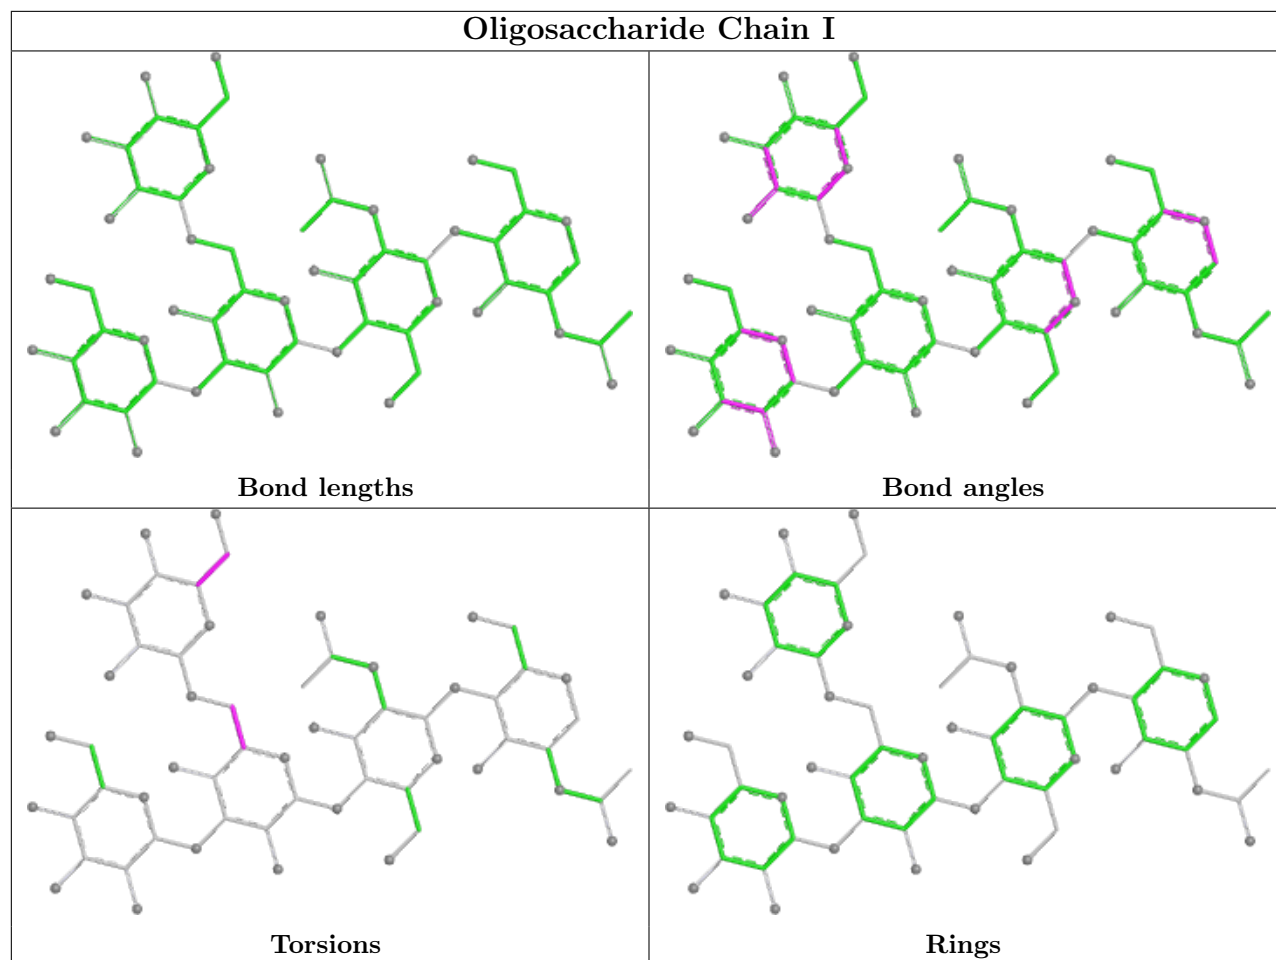 Oligosaccharide Chain I
Bond lengths
Bond angles
Torsions
Rings